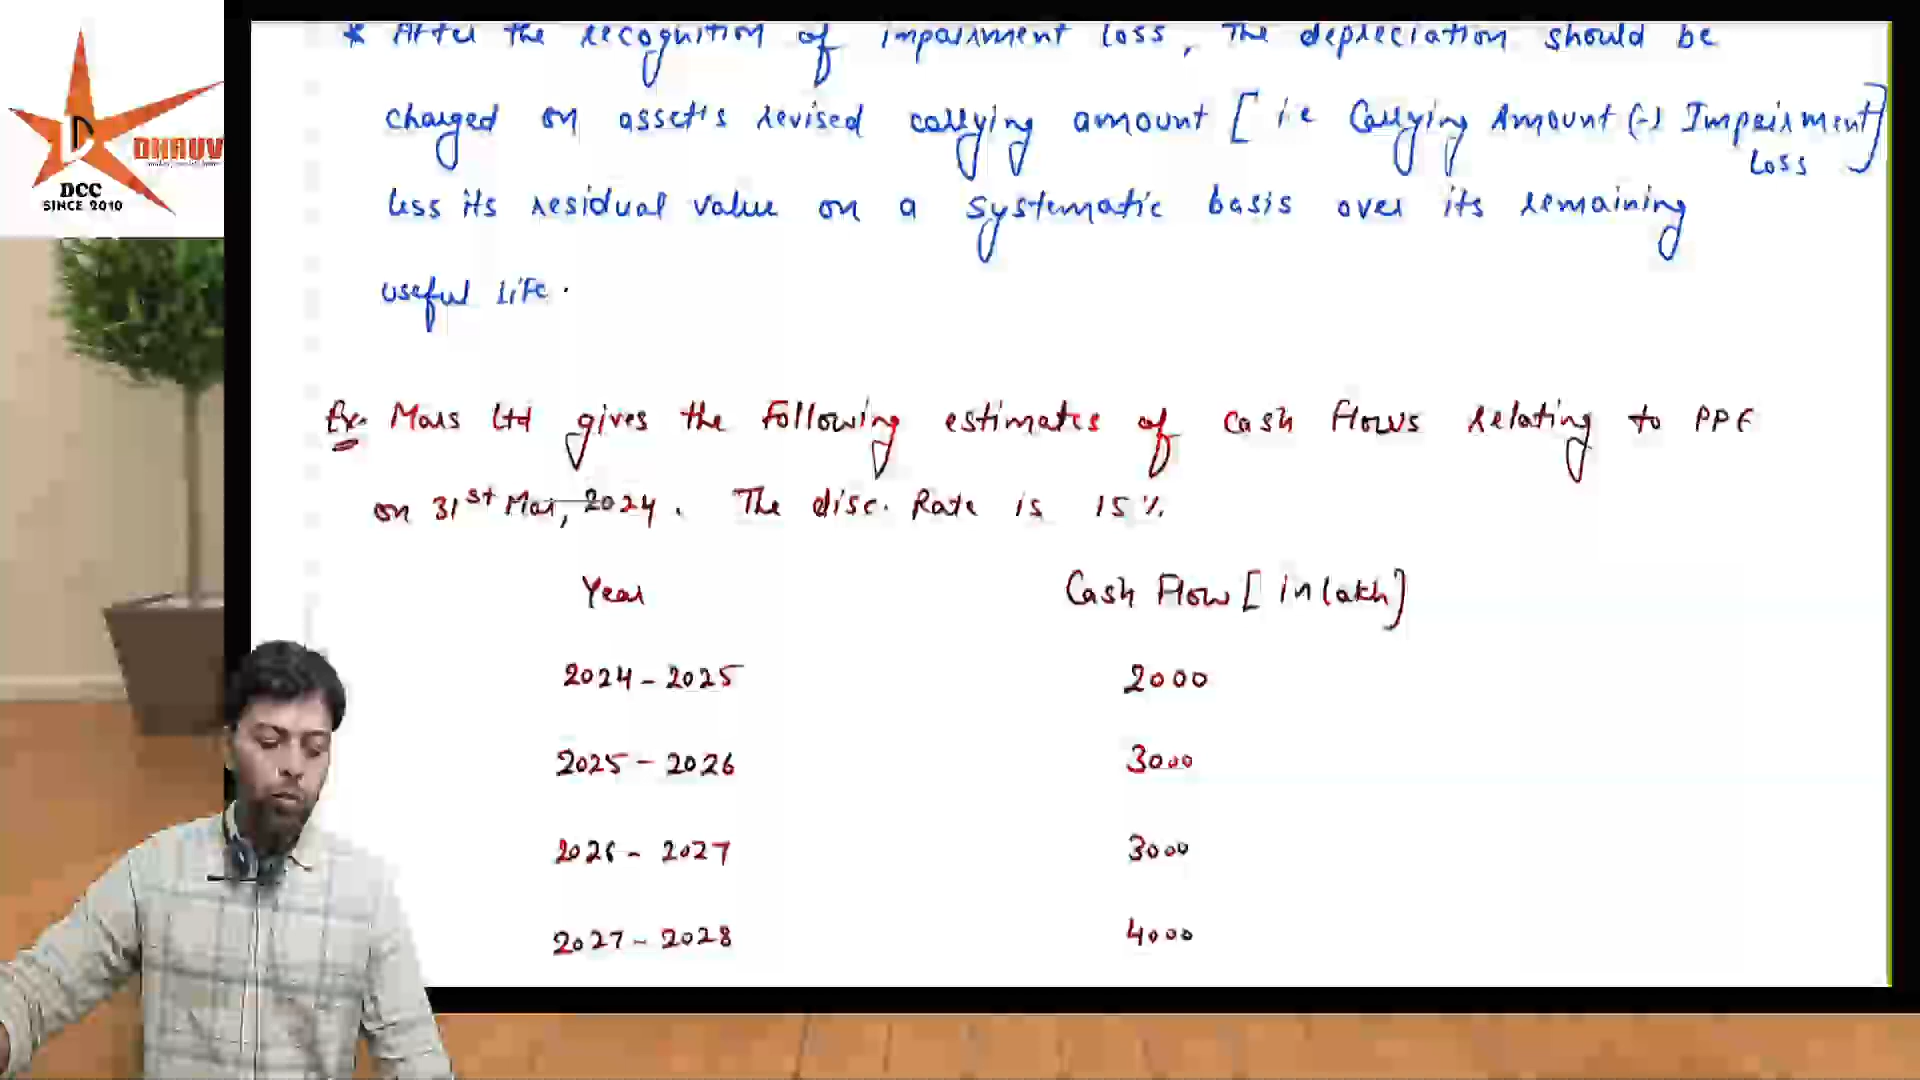 D
DHRUV
DCC
SINCE 2010
* After the recognition of impairment loss, The depreciation should be
charged on asset's revised carrying amount [ i.e Carrying Amount (-) Impairment
Loss ]
less its residual value on a systematic basis over its remaining
useful life.
Ex. Mars Ltd gives the following estimates of cash flows relating to PPE
on 31st Mar, 2024. The disc. Rate is 15%
Year Cash Flow [ in lakh]
2024-2025 2000
2025-2026 3000
2026-2027 3000
2027-2028 4000